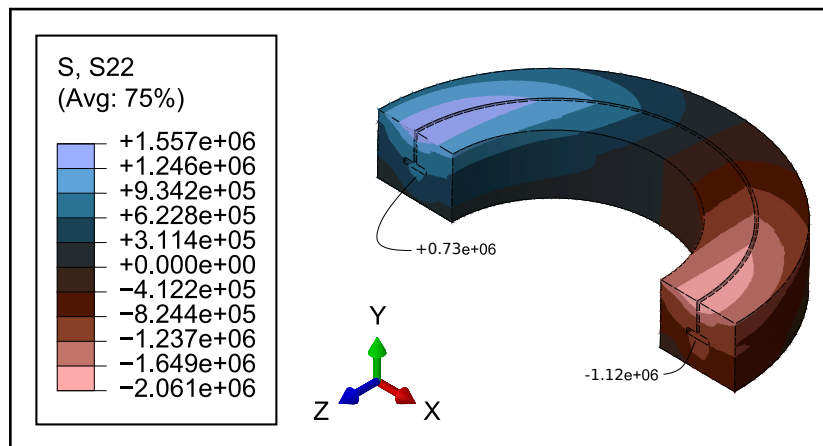 S, S22
(Avg: 75%)
+1.557e+06
+1.246e+06
+9.342e+05
+6.228e+05
+3.114e+05
+0.000e+00
−4.122e+05
−8.244e+05
−1.237e+06
−1.649e+06
−2.061e+06
+0.73e+06
-1.12e+06
Y
Z
X